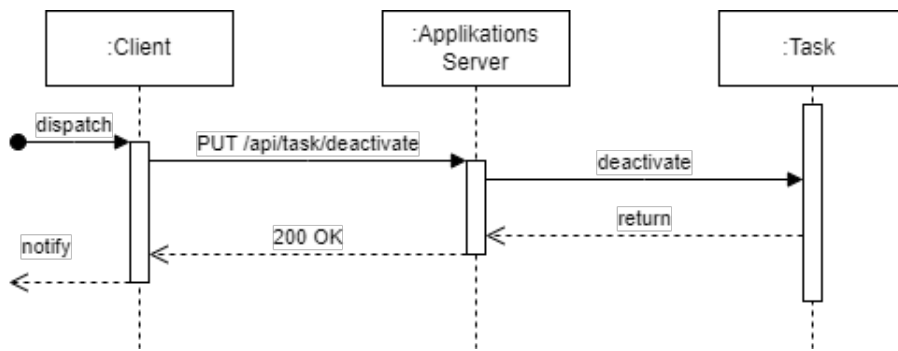 :Client
:Applikations
Server
:Task
dispatch
PUT /api/task/deactivate
deactivate
return
200 OK
notify